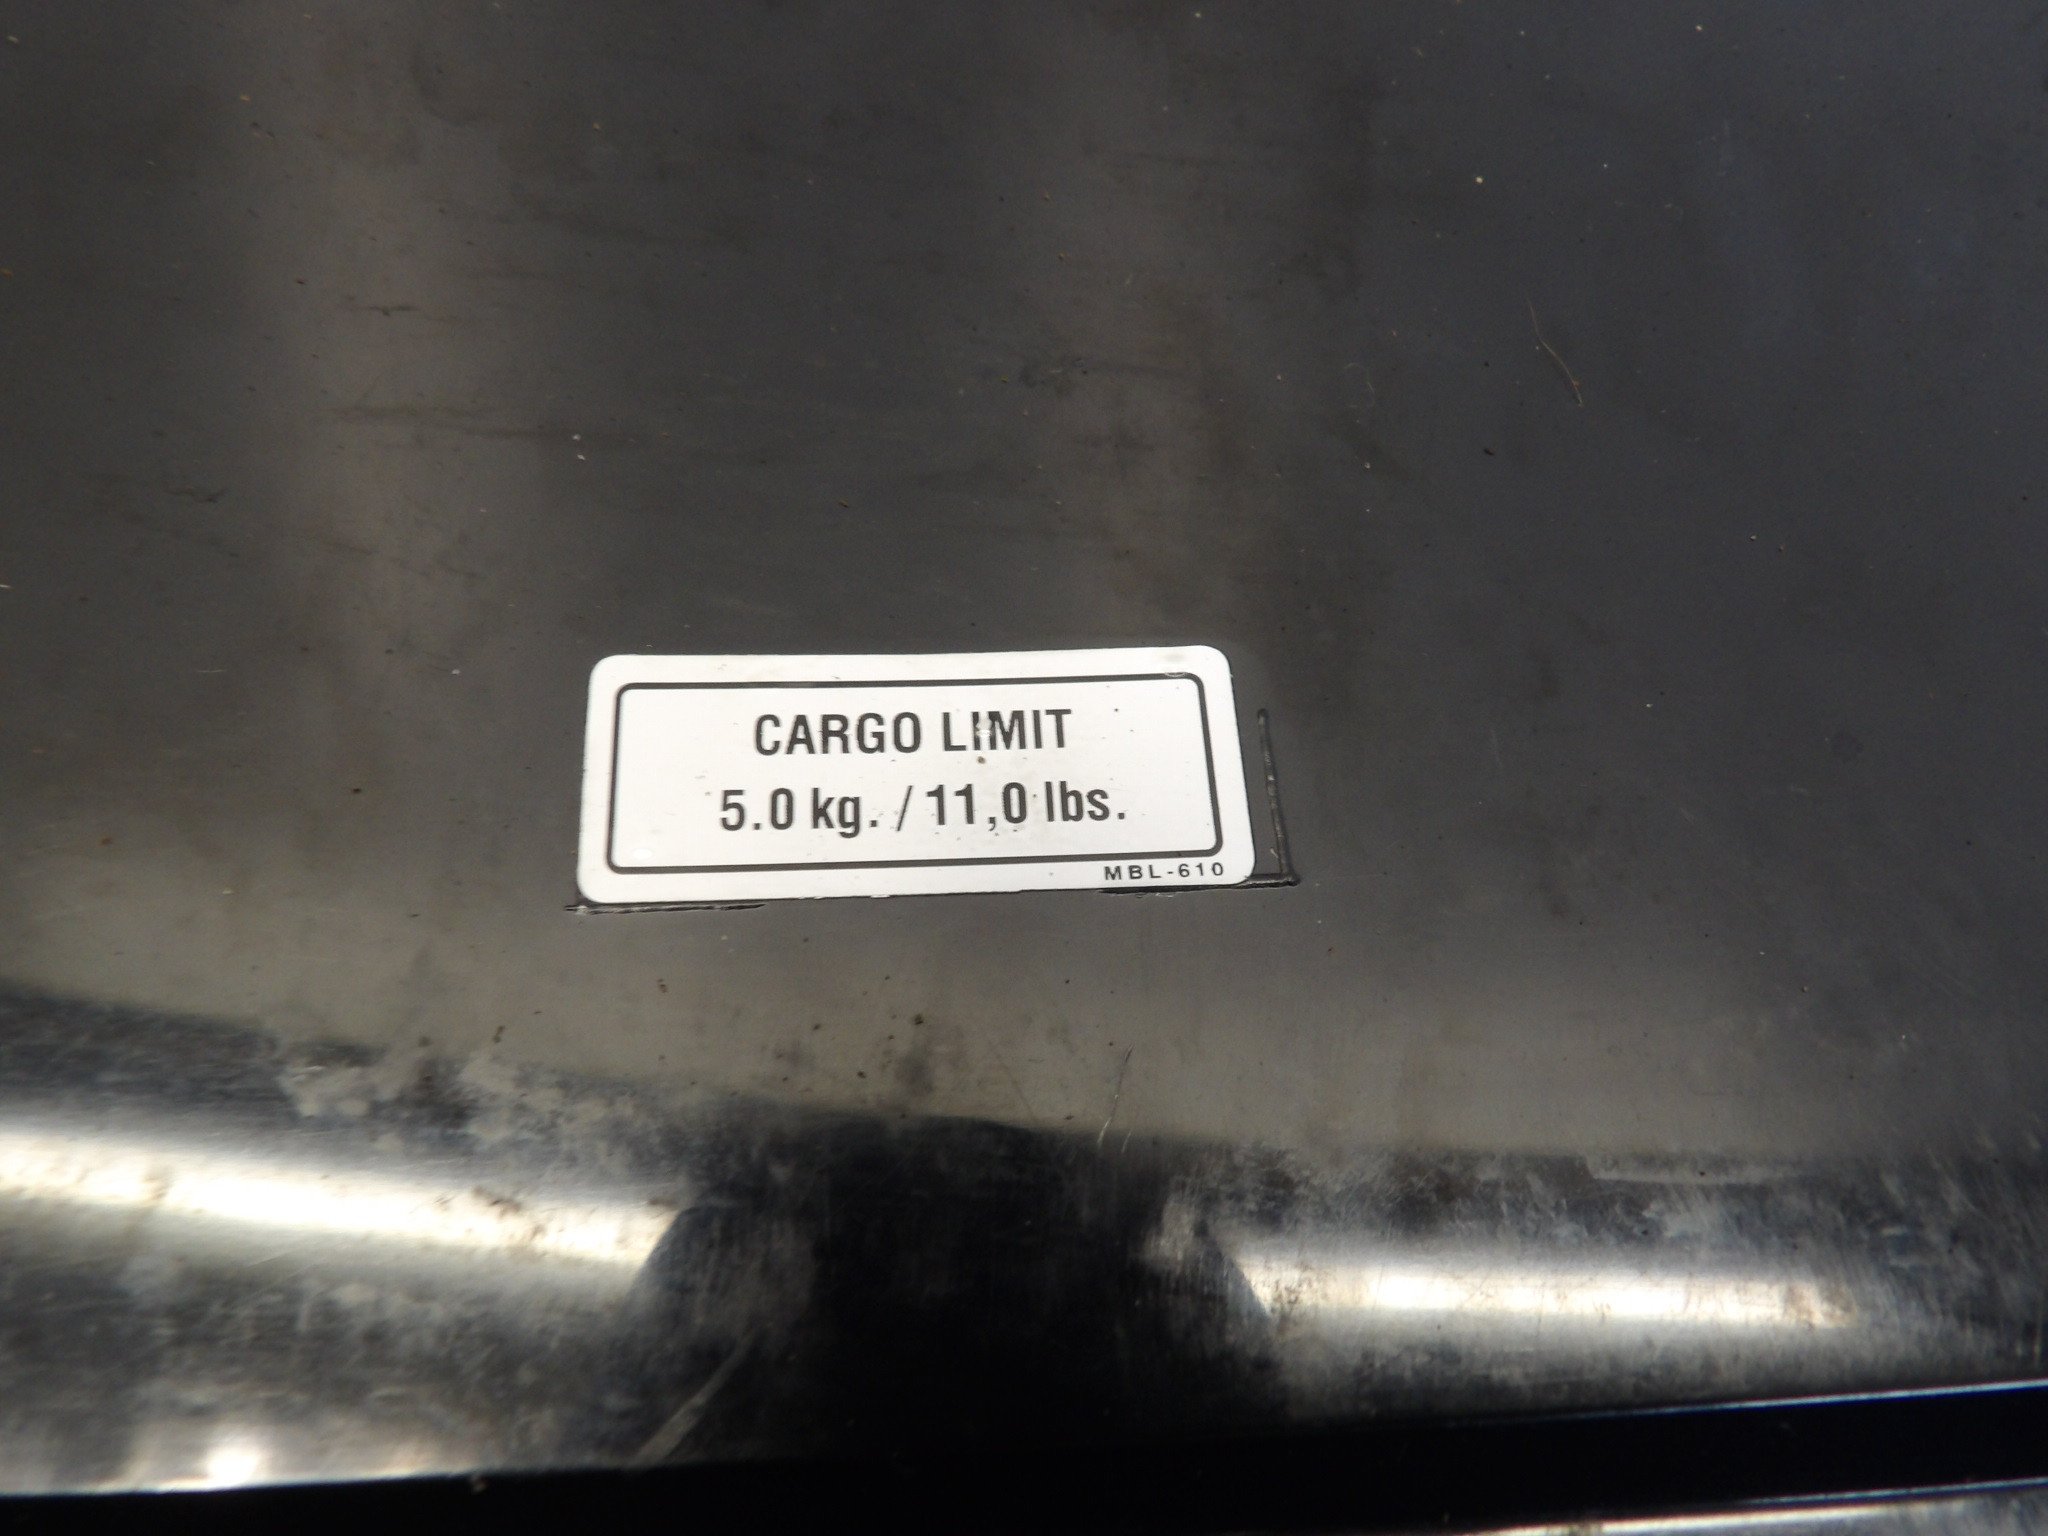 CARGO LIMIT
5.0 kg. / 11,0 lbs.
MBL-610